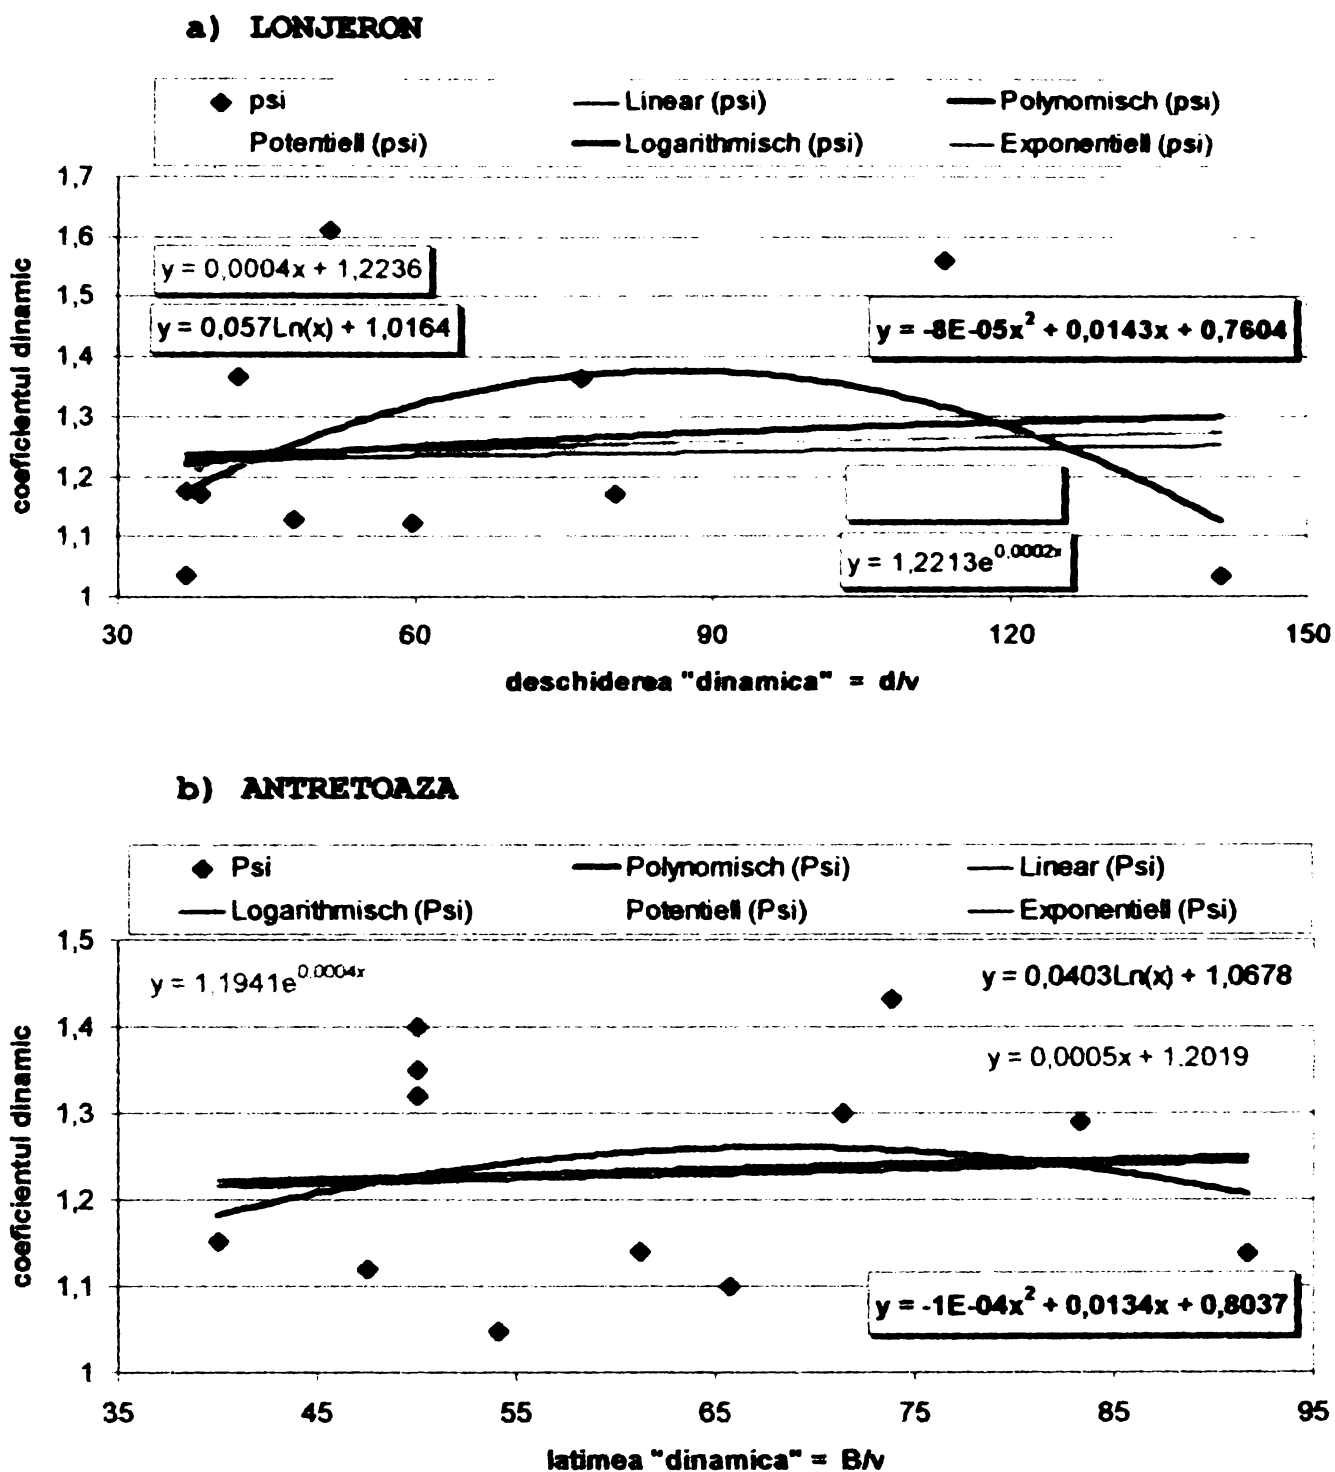 a) LONJERON
psi Linear (psi) Polynomisch (psi)
Potentiell (psi) Logarithmisch (psi) Exponentiell (psi)
1,7
1,6
1,5
1,4
1,3
1,2
1,1
1
coeficientul dinamic
y = 0,0004x + 1,2236
y = 0,057Ln(x) + 1,0164
y = -8E-05x² + 0,0143x + 0,7604
y = 1,2213e^0,0002x
30 60 90 120 150
deschiderea "dinamica" = d/v
b) ANTRETOAZA
Psi Polynomisch (Psi) Linear (Psi)
Logarithmisch (Psi) Potentiell (Psi) Exponentiell (Psi)
1,5
1,4
1,3
1,2
1,1
1
coeficientul dinamic
y = 1,1941e^0,0004x
y = 0,0403Ln(x) + 1,0678
y = 0,0005x + 1.2019
y = -1E-04x² + 0,0134x + 0,8037
35 45 55 65 75 85 95
latimea "dinamica" = B/v